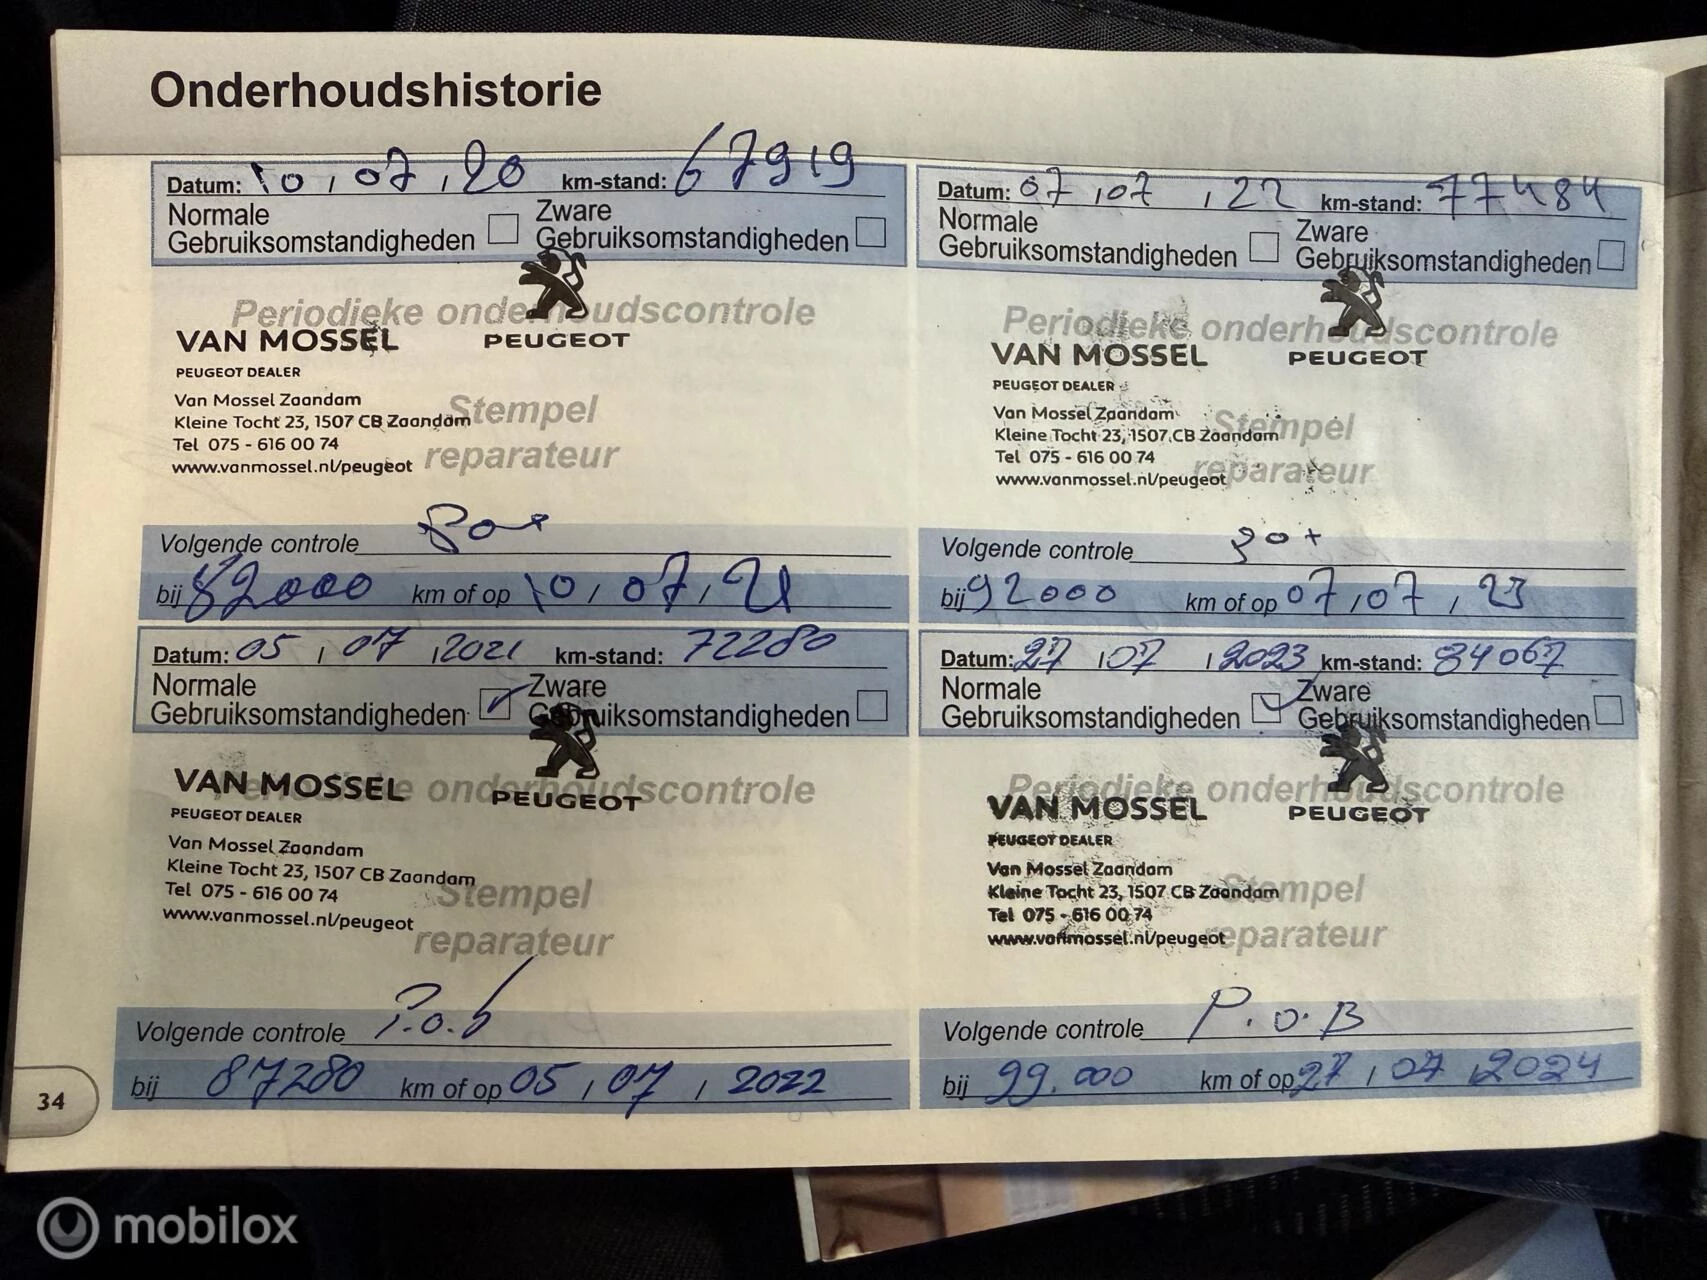 Onderhoudshistorie
Datum: 10 / 07 / 20 km-stand: 67919
Normale Gebruiksomstandigheden
Zware Gebruiksomstandigheden
Periodieke onderhoudscontrole
VAN MOSSEL PEUGEOT
PEUGEOT DEALER
Van Mossel Zaandam
Kleine Tocht 23, 1507 CB Zaandam
Tel 075 - 616 00 74
www.vanmossel.nl/peugeot
Stempel
reparateur
Volgende controle
bij 82000 km of op 10 / 07 / 21
Datum: 05 / 07 / 2021 km-stand: 72280
Normale Gebruiksomstandigheden
Zware Gebruiksomstandigheden
Periodieke onderhoudscontrole
VAN MOSSEL PEUGEOT
PEUGEOT DEALER
Van Mossel Zaandam
Kleine Tocht 23, 1507 CB Zaandam
Tel 075 - 616 00 74
www.vanmossel.nl/peugeot
Stempel
reparateur
Volgende controle P.o.b
bij 87280 km of op 05 / 07 / 2022
34
Datum: 07 / 07 / 22 km-stand: 77484
Normale Gebruiksomstandigheden
Zware Gebruiksomstandigheden
Periodieke onderhoudscontrole
VAN MOSSEL PEUGEOT
PEUGEOT DEALER
Van Mossel Zaandam
Kleine Tocht 23, 1507 CB Zaandam
Tel 075 - 616 00 74
www.vanmossel.nl/peugeot
Stempel
reparateur
Volgende controle
bij 92000 km of op 07 / 07 / 23
Datum: 27 / 07 / 2023 km-stand: 84067
Normale Gebruiksomstandigheden
Zware Gebruiksomstandigheden
Periodieke onderhoudscontrole
VAN MOSSEL PEUGEOT
PEUGEOT DEALER
Van Mossel Zaandam
Kleine Tocht 23, 1507 CB Zaandam
Tel 075 - 616 00 74
www.vanmossel.nl/peugeot
Stempel
reparateur
Volgende controle P.O.B
bij 99.000 km of op 27 / 07 / 2024
mobilox